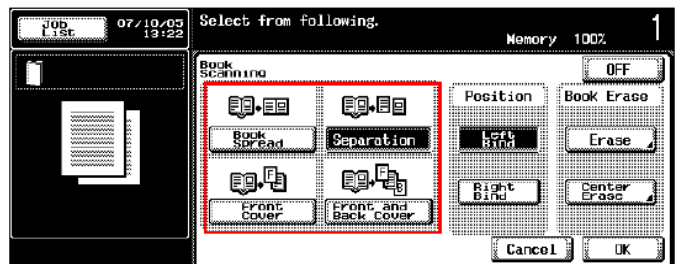 Job List
07/10/05
13:22
Select from following.
Memory 100%
1
Book Scanning
OFF
Position
Book Erase
Book Spread
Separation
Left Bind
Erase
Front Cover
Front and Back Cover
Right Bind
Center Erase
Cancel
OK